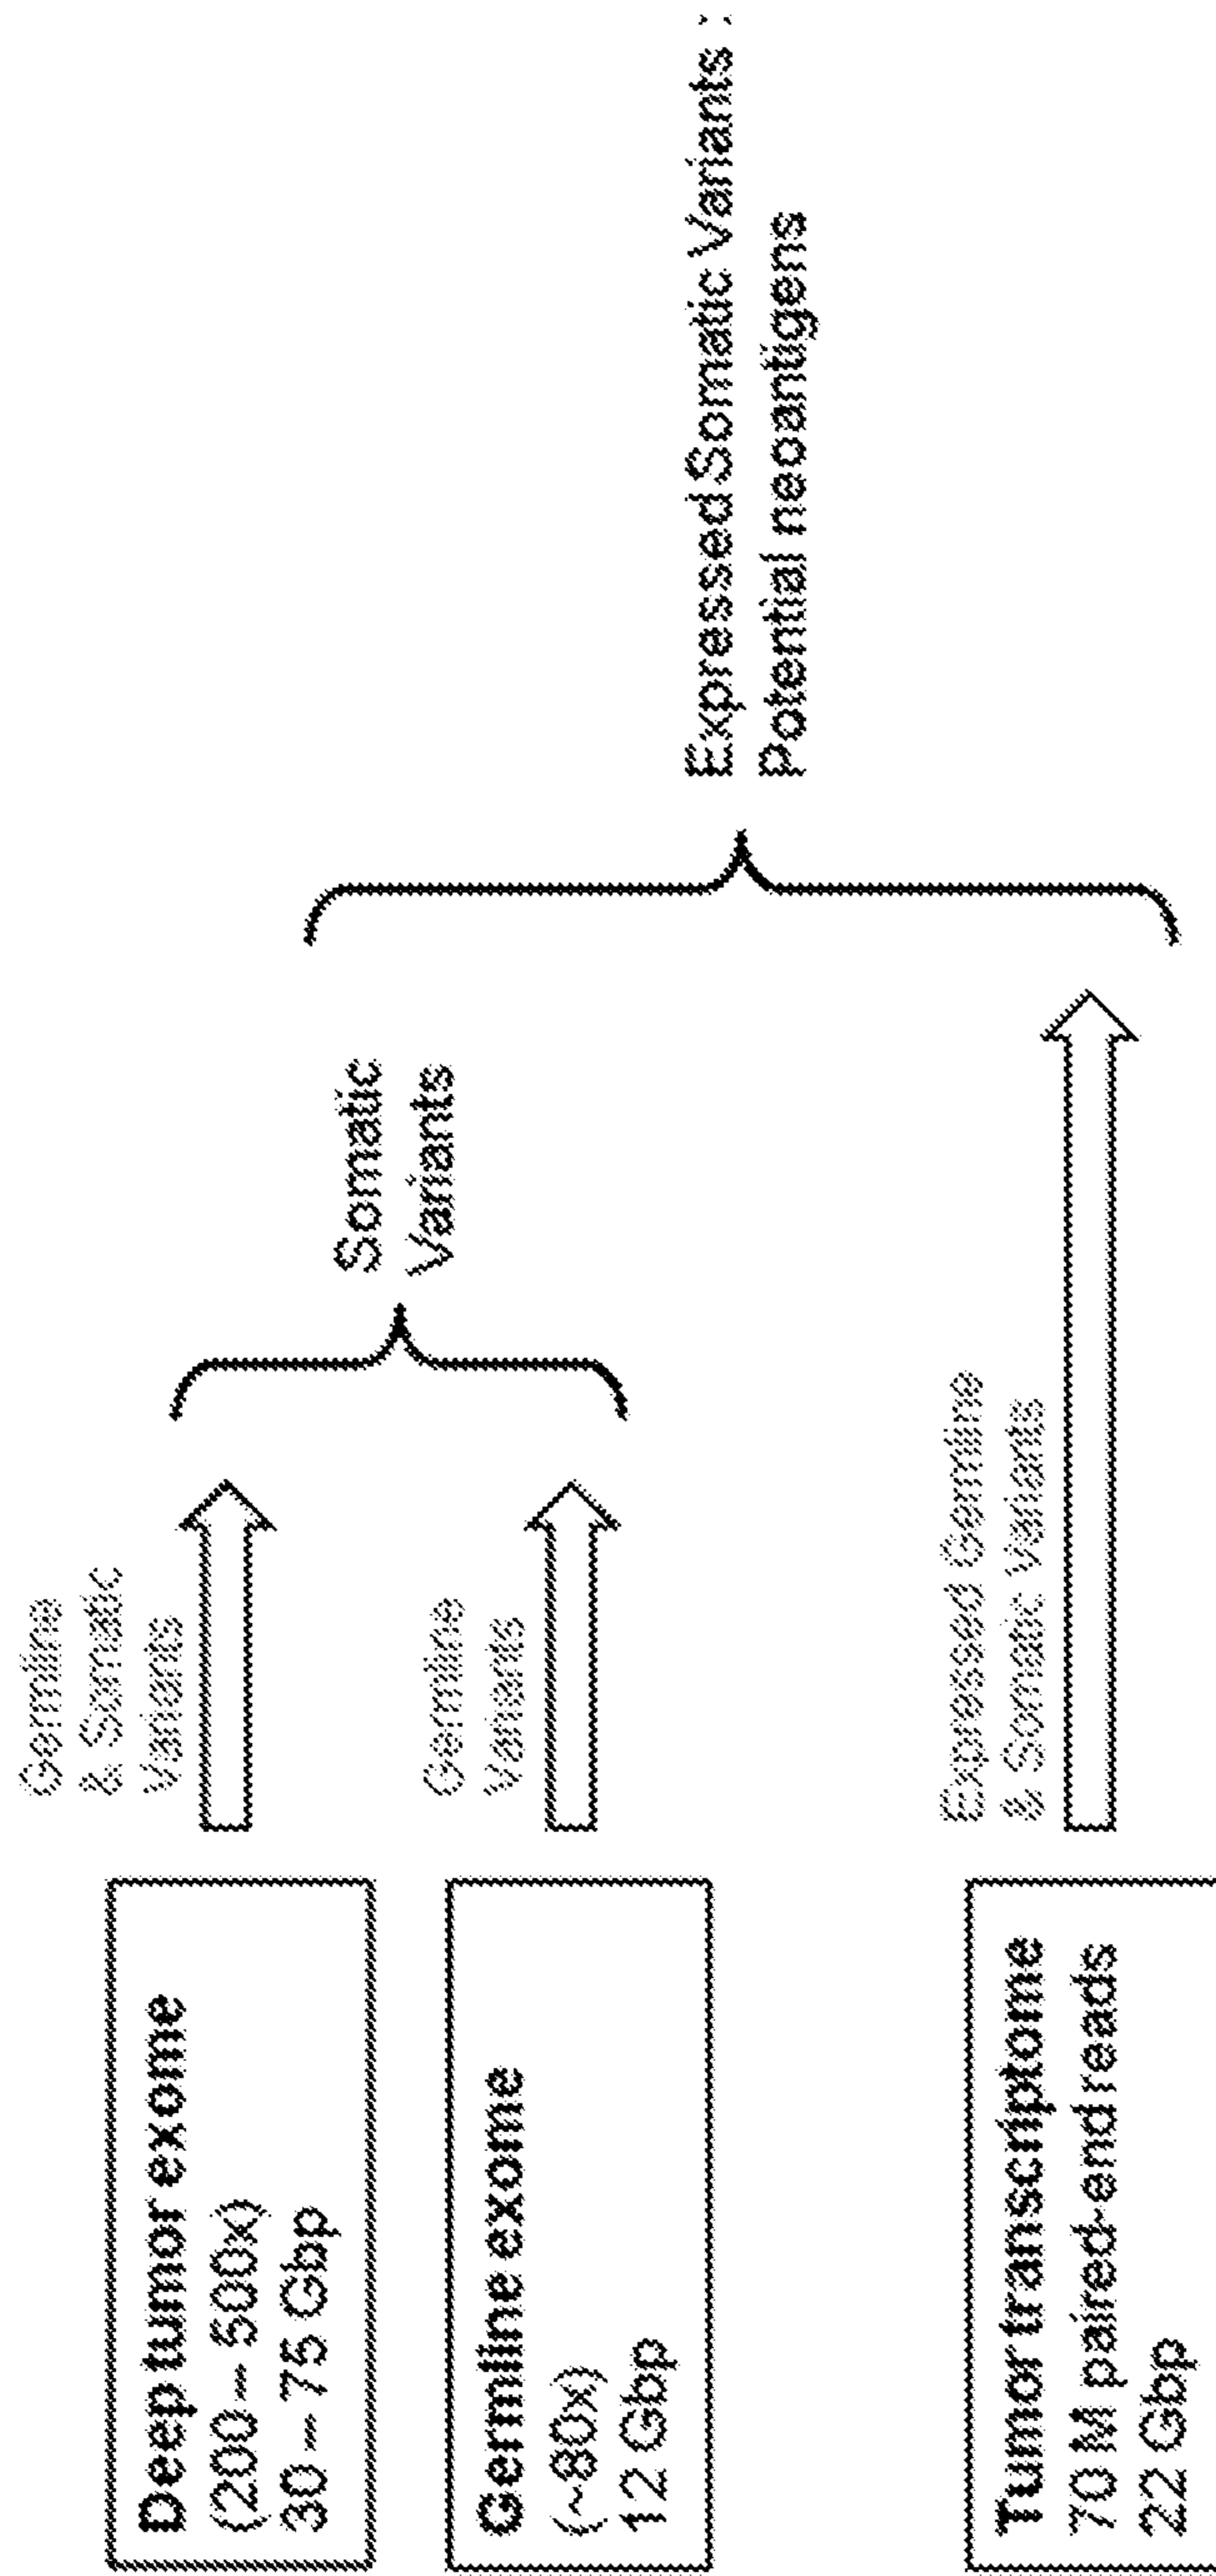 Deep tumor exome
(200 – 500x)
30 – 75 Gbp
Germline
& Somatic
Variants
Germline exome
(~80x)
12 Gbp
Germline
Variants
Somatic
Variants
Tumor transcriptome
70 M paired-end reads
22 Gbp
Expressed Germline
& Somatic Variants
Expressed Somatic Variants :
Potential neoantigens